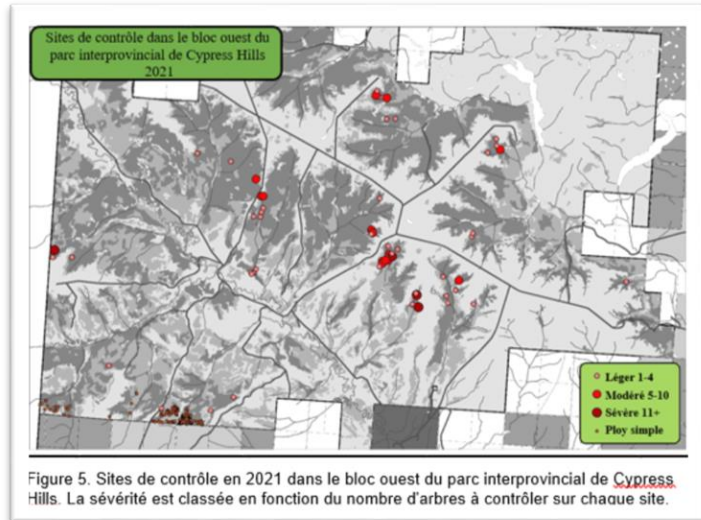 Sites de contrôle dans le bloc ouest du
parc interprovincial de Cypress Hills
2021
Léger 1-4
Modéré 5-10
Sévère 11+
Ploy simple
Figure 5. Sites de contrôle en 2021 dans le bloc ouest du parc interprovincial de Cypress
Hills. La sévérité est classée en fonction du nombre d'arbres à contrôler sur chaque site.